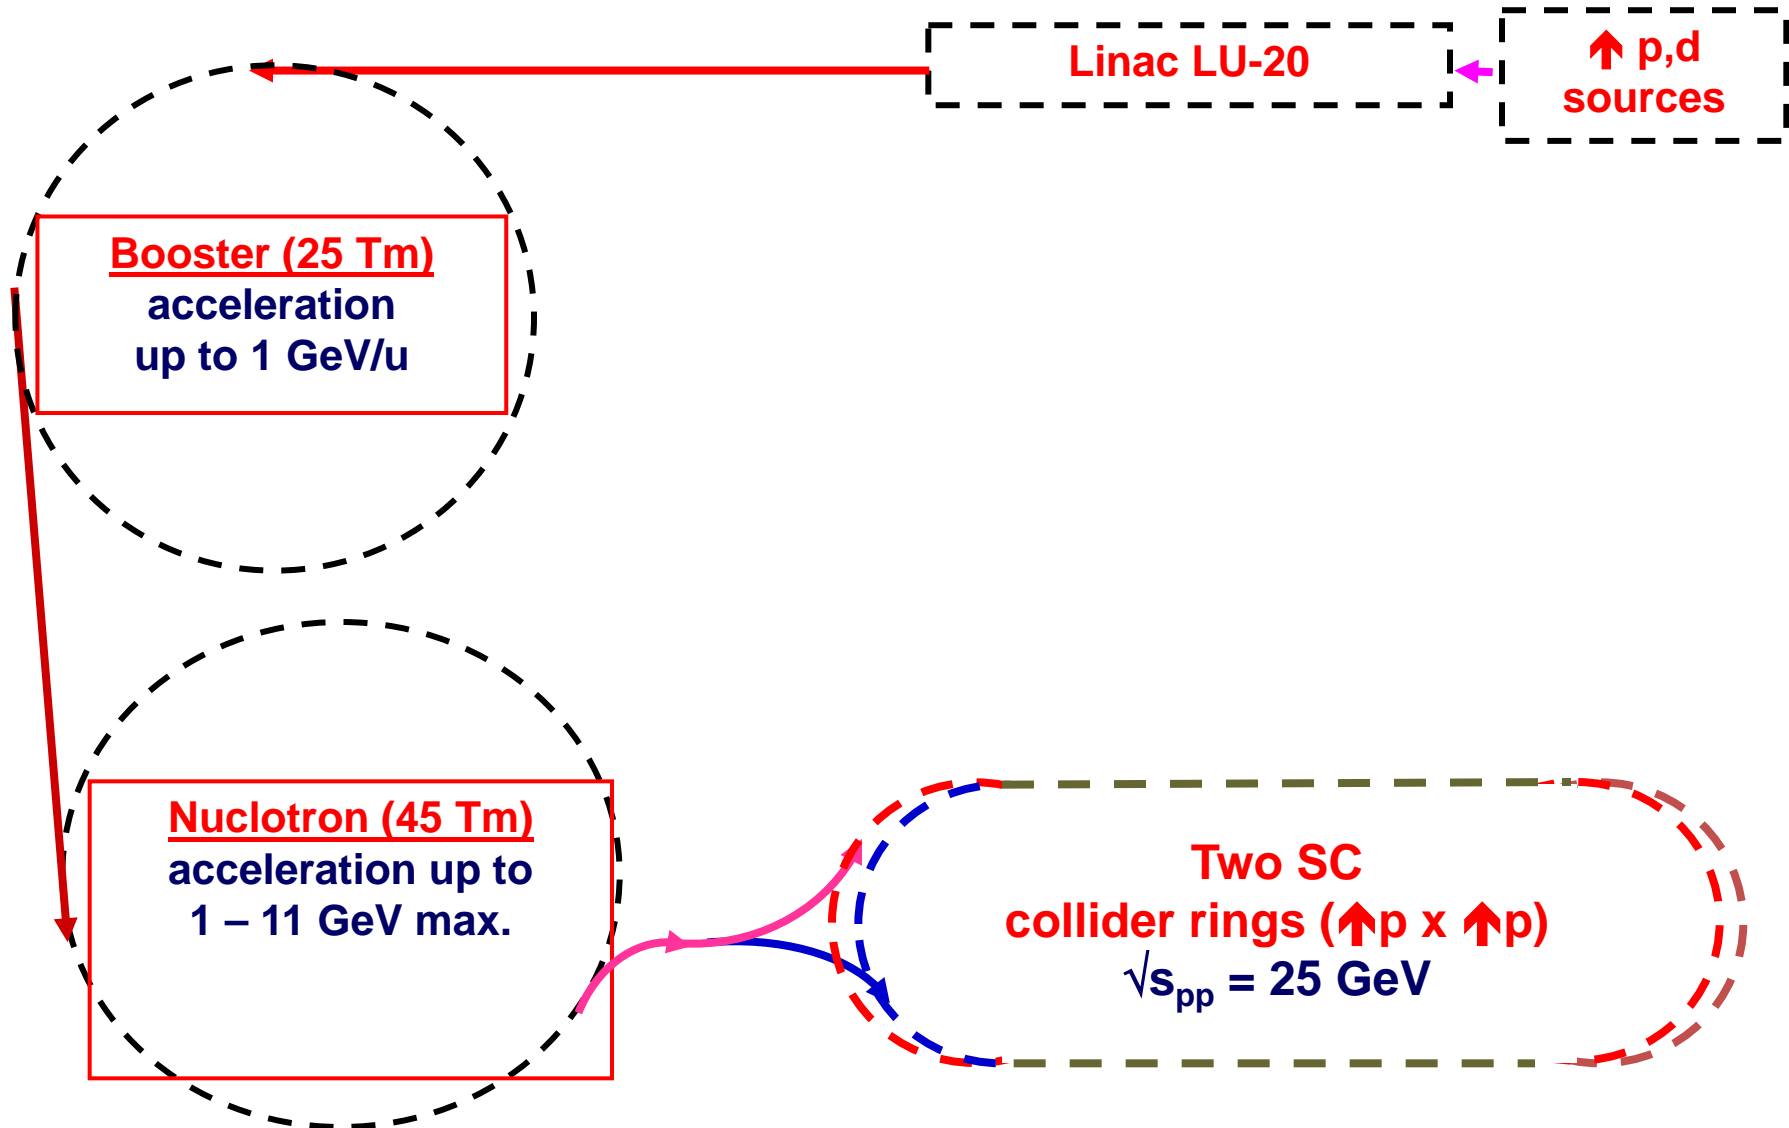 Linac LU-20
↑ p,d
sources
Booster (25 Tm)
acceleration
up to 1 GeV/u
Nuclotron (45 Tm)
acceleration up to
1 – 11 GeV max.
Two SC
collider rings (↑p x ↑p)
√spp = 25 GeV